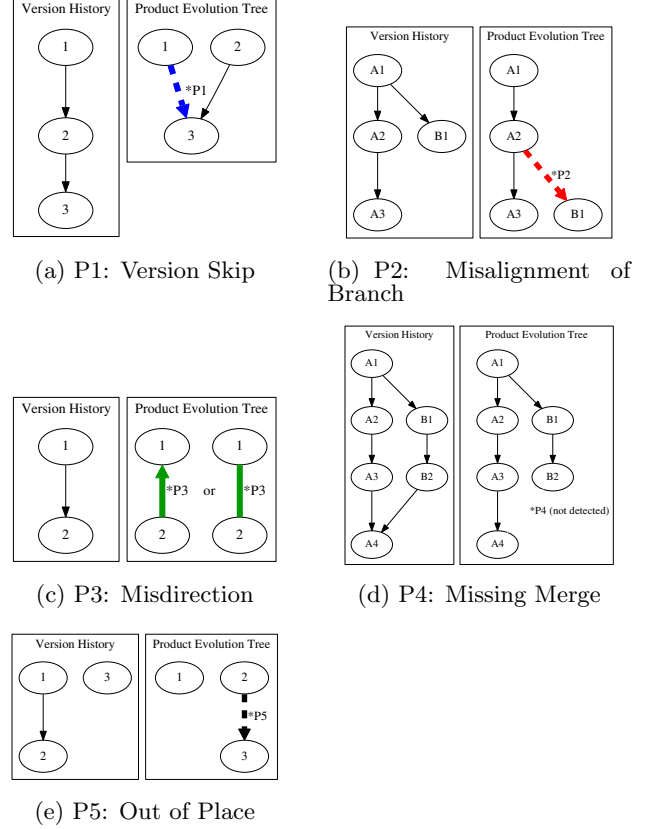 Version History
Product Evolution Tree
1
1
2
*P1
2
3
3
(a) P1: Version Skip
Version History
Product Evolution Tree
A1
A1
A2
B1
A2
*P2
A3
A3
B1
(b) P2: Misalignment of
Branch
Version History
Product Evolution Tree
1
1
1
*P3
or
*P3
2
2
2
(c) P3: Misdirection
Version History
Product Evolution Tree
A1
A1
A2
B1
A2
B1
A3
B2
A3
B2
*P4 (not detected)
A4
A4
(d) P4: Missing Merge
Version History
Product Evolution Tree
1
3
1
2
*P5
2
3
(e) P5: Out of Place